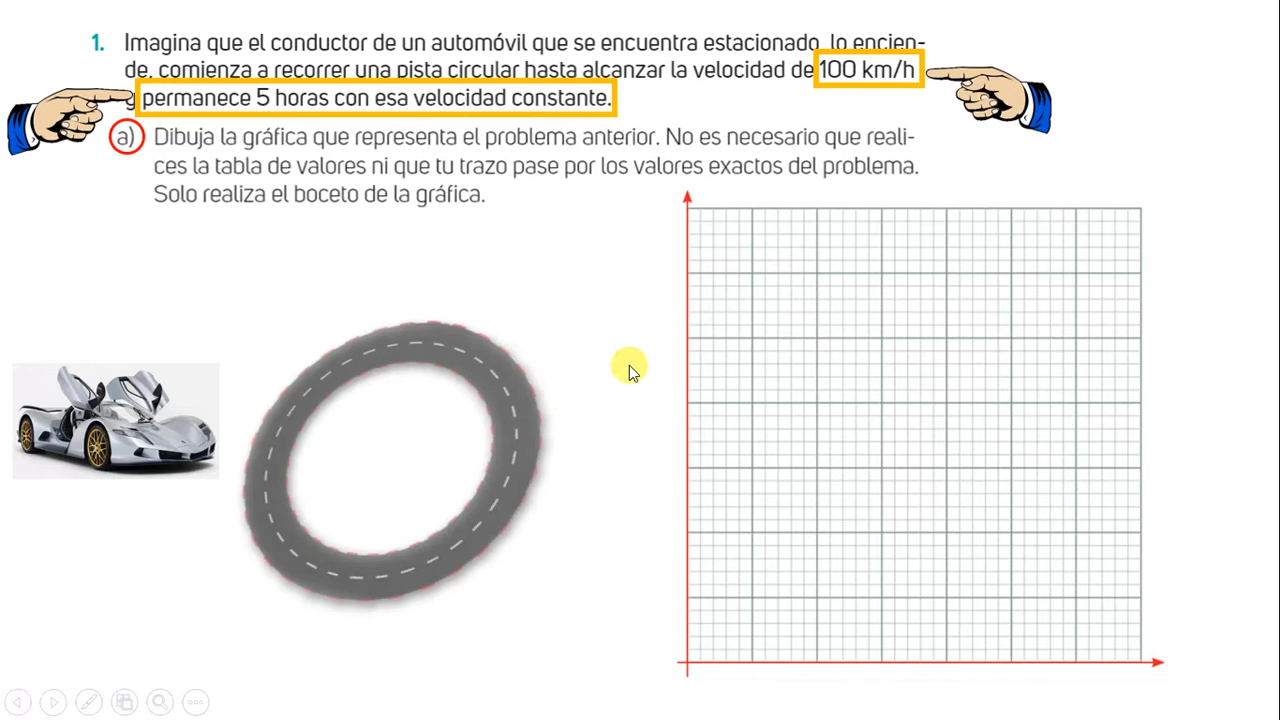 1. Imagina que el conductor de un automóvil que se encuentra estacionado, lo encien-
de, comienza a recorrer una pista circular hasta alcanzar la velocidad de 100 km/h
y permanece 5 horas con esa velocidad constante.
a) Dibuja la gráfica que representa el problema anterior. No es necesario que reali-
ces la tabla de valores ni que tu trazo pase por los valores exactos del problema.
Solo realiza el boceto de la gráfica.